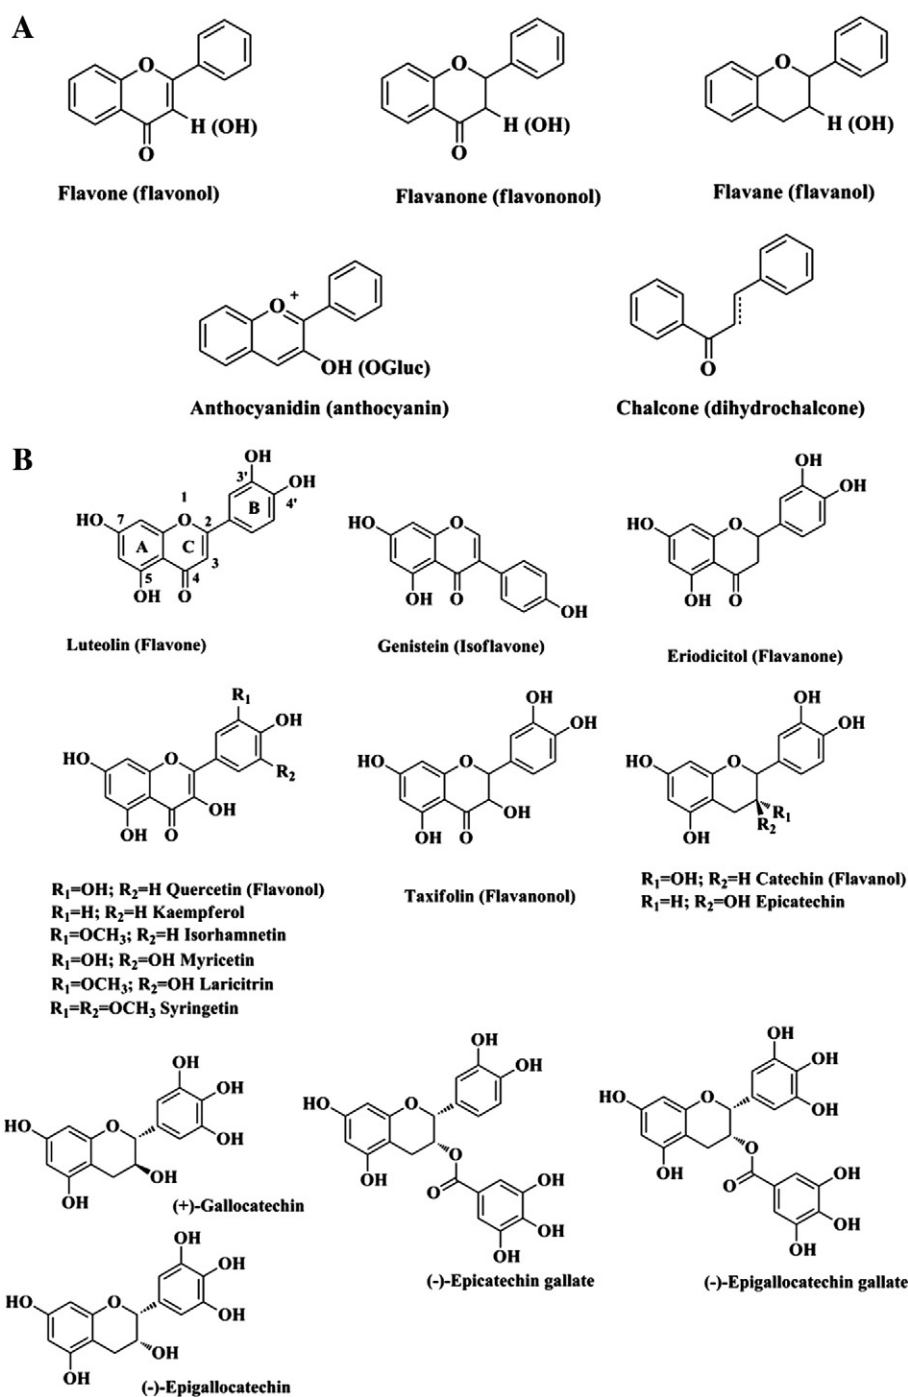 A
O
O
H (OH)
Flavone (flavonol)
O
O
H (OH)
Flavanone (flavononol)
O
H (OH)
Flavane (flavanol)
O
+
OH (OGluc)
Anthocyanidin (anthocyanin)
O
Chalcone (dihydrochalcone)
B
OH
3'
OH
4'
B
1
O
2
HO
7
A
C
3
5
4
OH
O
Luteolin (Flavone)
HO
O
OH
O
OH
Genistein (Isoflavone)
OH
OH
HO
O
OH
O
Eriodicitol (Flavanone)
R₁
OH
R₂
HO
O
OH
OH
O
R₁=OH; R₂=H Quercetin (Flavonol)
R₁=H; R₂=H Kaempferol
R₁=OCH₃; R₂=H Isorhamnetin
R₁=OH; R₂=OH Myricetin
R₁=OCH₃; R₂=OH Laricitrin
R₁=R₂=OCH₃ Syringetin
OH
OH
HO
O
OH
OH
O
Taxifolin (Flavanonol)
OH
OH
HO
O
R₁
R₂
OH
R₁=OH; R₂=H Catechin (Flavanol)
R₁=H; R₂=OH Epicatechin
OH
OH
HO
O
OH
OH
OH
(+)-Gallocatechin
OH
OH
HO
O
O
OH
O
OH
OH
OH
(-)-Epicatechin gallate
OH
OH
HO
O
OH
O
OH
O
OH
OH
OH
(-)-Epigallocatechin gallate
OH
OH
HO
O
OH
OH
OH
(-)-Epigallocatechin